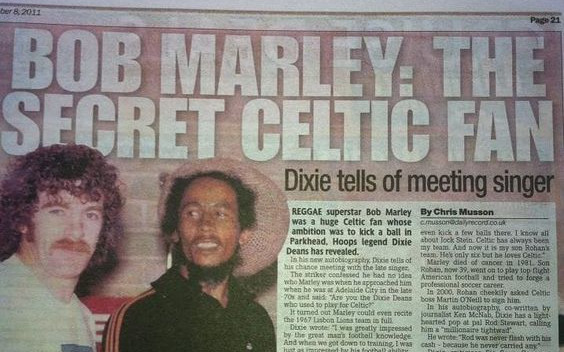 ber 8, 2011
Page 21
BOB MARLEY: THE
SECRET CELTIC FAN
Dixie tells of meeting singer
REGGAE superstar Bob Marley
was a huge Celtic fan whose
ambition was to kick a ball in
Parkhead, Hoops legend Dixie
Deans has revealed.
In his new autobiography, Dixie tells of
his chance meeting with the late singer.
The striker confessed he had no idea
who Marley was when he approached him
when he was at Adelaide City in the late
70s and said: "Are you the Dixie Deans
who used to play for Celtic?"
It turned out Marley could even recite
the 1967 Lisbon Lions team in full.
Dixie wrote: "I was greatly impressed
by the great man's football knowledge.
And when we got down to training, I was
just as impressed by his football ability.
By Chris Musson
c.musson@dailyrecord.co.uk
even kick a few balls there. I know all
about Jock Stein. Celtic has always been
my team. And now it is my son Rohan's
team. He's only six but he loves Celtic."
Marley died of cancer in 1981. Son
Rohan, now 39, went on to play top flight
American football and tried to forge a
professional soccer career.
In 2000, Rohan cheekily asked Celtic
boss Martin O'Neill to sign him.
In his autobiography, co-written by
journalist Ken McNab, Dixie has a light-
hearted pop at pal Rod Stewart, calling
him a "millionaire tightwad".
He wrote: "Rod was never flash with his
cash - because he never carried any."